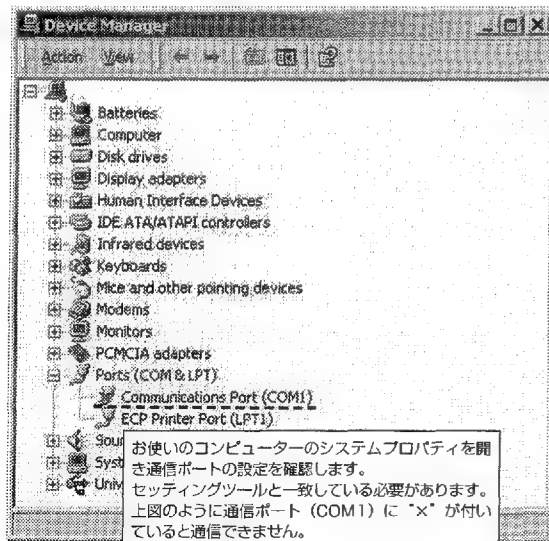 Device Manager
Action View
Batteries
Computer
Disk drives
Display adapters
Human Interface Devices
IDE ATA/ATAPI controllers
Infrared devices
Keyboards
Mice and other pointing devices
Modems
Monitors
PCMCIA adapters
Ports (COM & LPT)
Communications Port (COM1)
ECP Printer Port (LPT1)
お使いのコンピューターのシステムプロパティを開
き通信ポートの設定を確認します。
セッティングツールと一致している必要があります。
上図のように通信ポート（COM1）に "×" が付い
ていると通信できません。